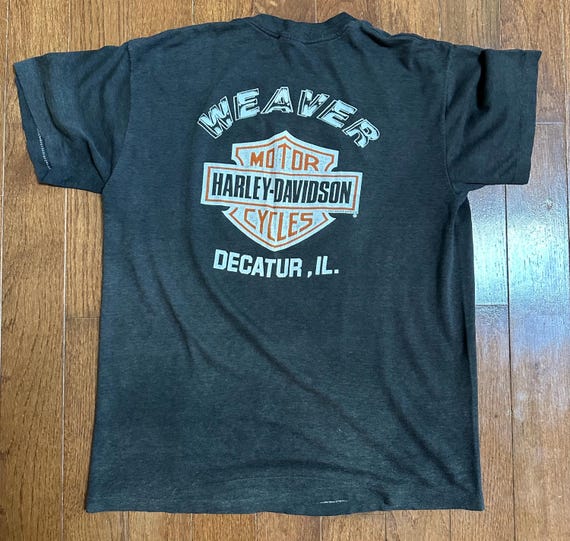 WEAVER
MOTOR
HARLEY-DAVIDSON
CYCLES
DECATUR, IL.